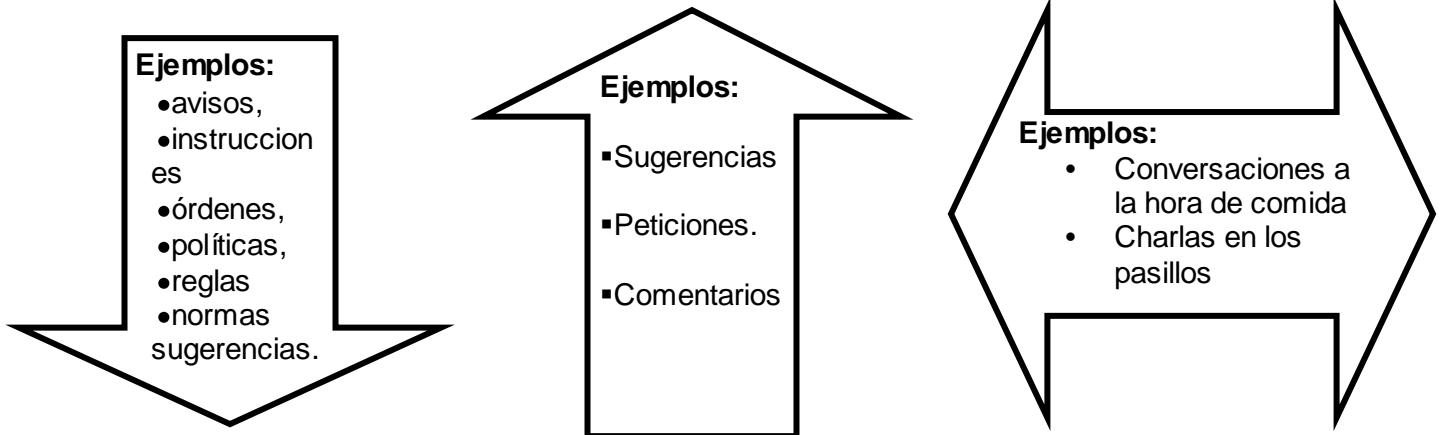 Ejemplos:
●avisos,
●instruccion
es
●órdenes,
●políticas,
●reglas
●normas
sugerencias.
Ejemplos:
▪Sugerencias
▪Peticiones.
▪Comentarios
Ejemplos:
• Conversaciones a
la hora de comida
• Charlas en los
pasillos